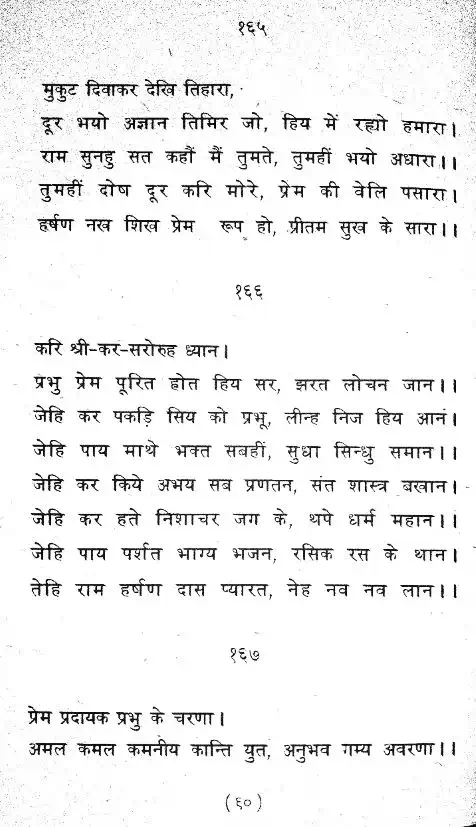 १६५
मुकुट दिवाकर देखि तिहारा,
दूर भयो अज्ञान तिमिर जो, हिय में रह्यो हमारा।
राम सुनहु सत कहौं मैं तुमते, तुमहीं भयो अधारा।।
तुमहीं दोष दूर करि मोरे, प्रेम की वेलि पसारा।
हर्षण नख शिख प्रेम रूप हो, प्रीतम सुख के सारा।।
१६६
करि श्री-कर-सरोरुह ध्यान।
प्रभु प्रेम पूरित होत हिय सर, झरत लोचन जान।।
जेहि कर पकड़ि सिय को प्रभू, लीन्ह निज हिय आनं।
जेहि पाय माथे भक्त सबहीं, सुधा सिन्धु समान।।
जेहि कर किये अभय सब प्रणतन, संत शास्त्र बखान।
जेहि कर हते निशाचर जग के, थपे धर्म महान।।
जेहि पाय पर्शत भाग्य भजन, रसिक रस के थान।
तेहि राम हर्षण दास प्यारत, नेह नव नव लान।।
१६७
प्रेम प्रदायक प्रभु के चरणा।
अमल कमल कमनीय कान्ति युत, अनुभव गम्य अवरणा।।
(६०)